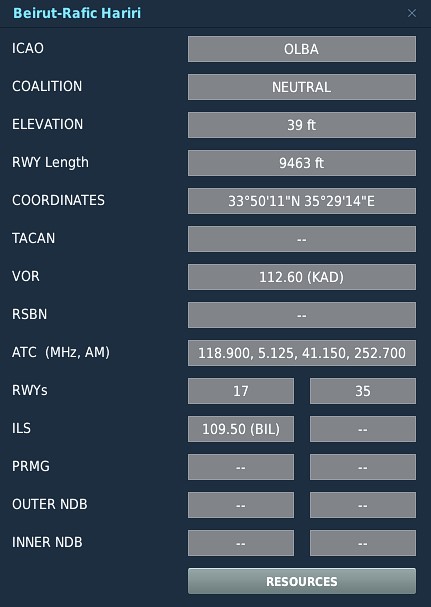 Beirut-Rafic Hariri
ICAO OLBA
COALITION NEUTRAL
ELEVATION 39 ft
RWY Length 9463 ft
COORDINATES 33°50'11"N 35°29'14"E
TACAN --
VOR 112.60 (KAD)
RSBN --
ATC (MHz, AM) 118.900, 5.125, 41.150, 252.700
RWYs 17 35
ILS 109.50 (BIL) --
PRMG -- --
OUTER NDB -- --
INNER NDB -- --
RESOURCES